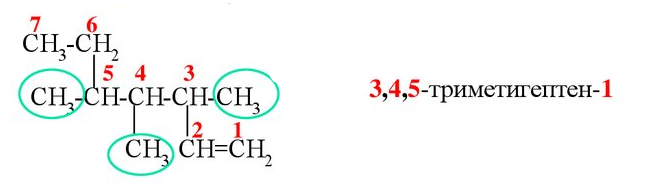 7 6
CH₃-CH₂
5 4 3
CH₃-CH-CH-CH-CH₃ 3,4,5-триметигептен-1
2 1
CH₃ CH=CH₂